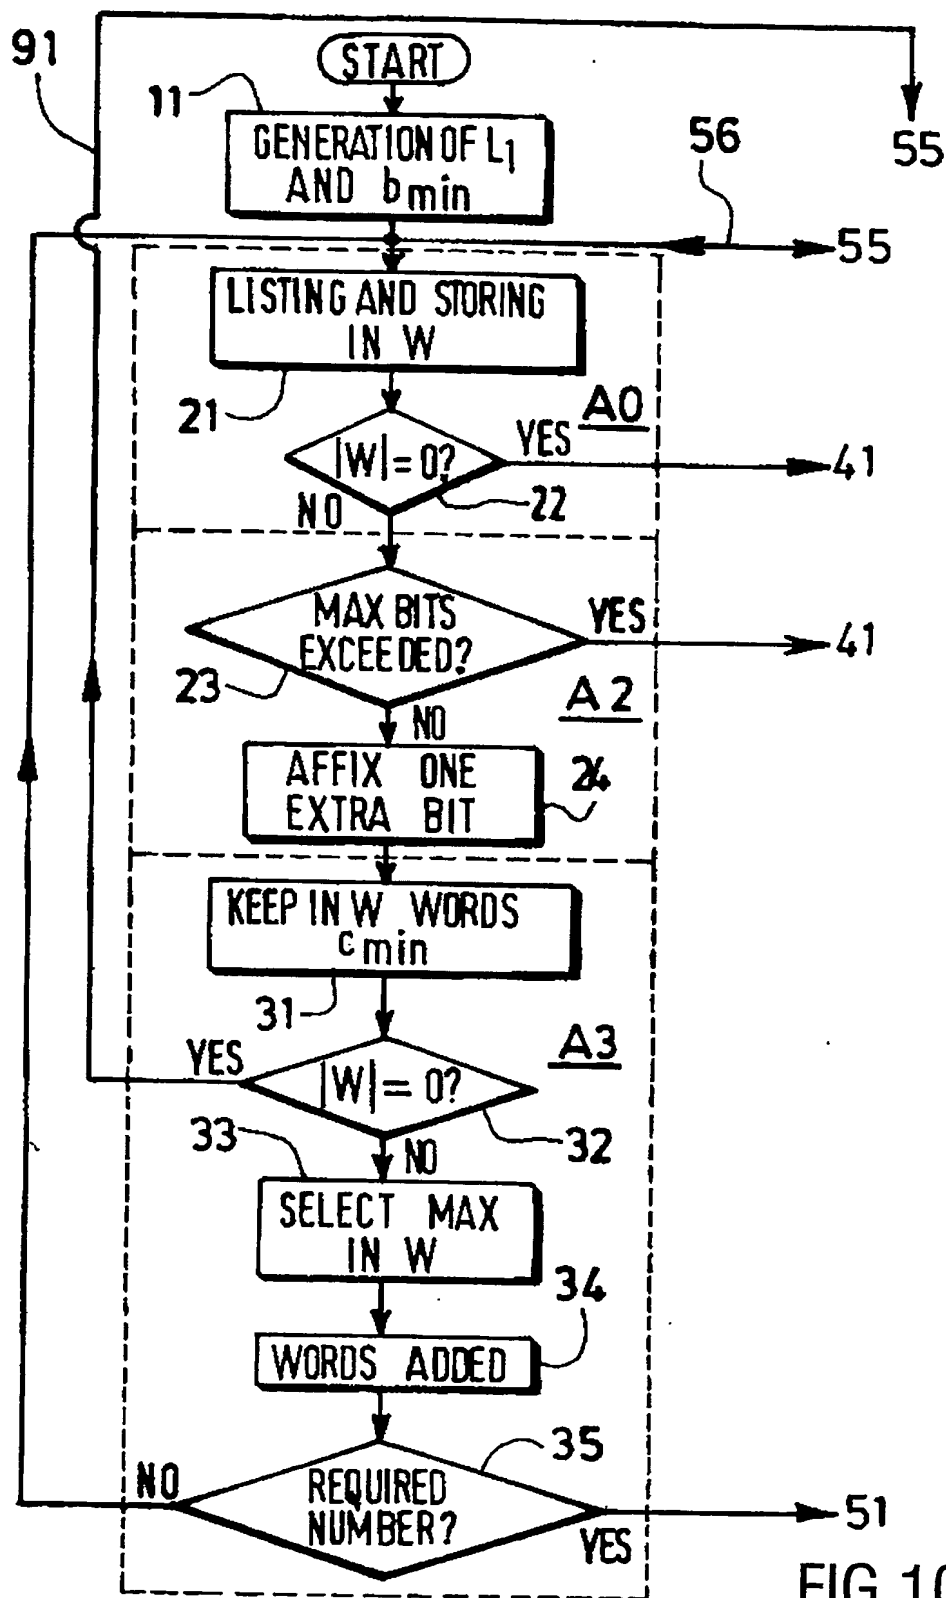 91
START
55
11
GENERATION OF L1
AND bmin
56
55
LISTING AND STORING
IN W
21
A0
|W|=0?
YES
41
NO
22
MAX BITS
EXCEEDED?
YES
41
23
A2
NO
AFFIX ONE
EXTRA BIT
24
KEEP IN W WORDS
cmin
31
A3
YES
|W|=0?
32
33
NO
SELECT MAX
IN W
34
WORDS ADDED
35
NO
REQUIRED
NUMBER?
YES
51